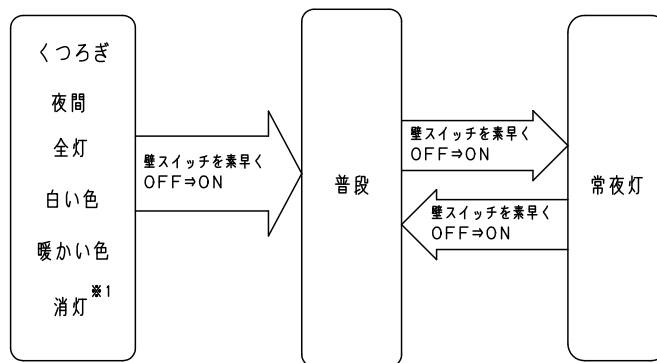 くつろぎ
夜間
全灯
白い色
暖かい色
消灯※1
壁スイッチを素早く
OFF⇒ON
普段
壁スイッチを素早く
OFF⇒ON
壁スイッチを素早く
OFF⇒ON
常夜灯